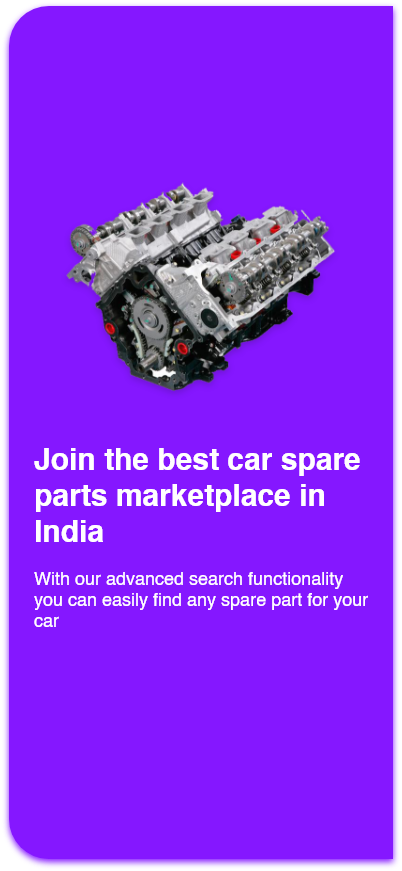 Join the best car spare
parts marketplace in
India
With our advanced search functionality
you can easily find any spare part for your
car